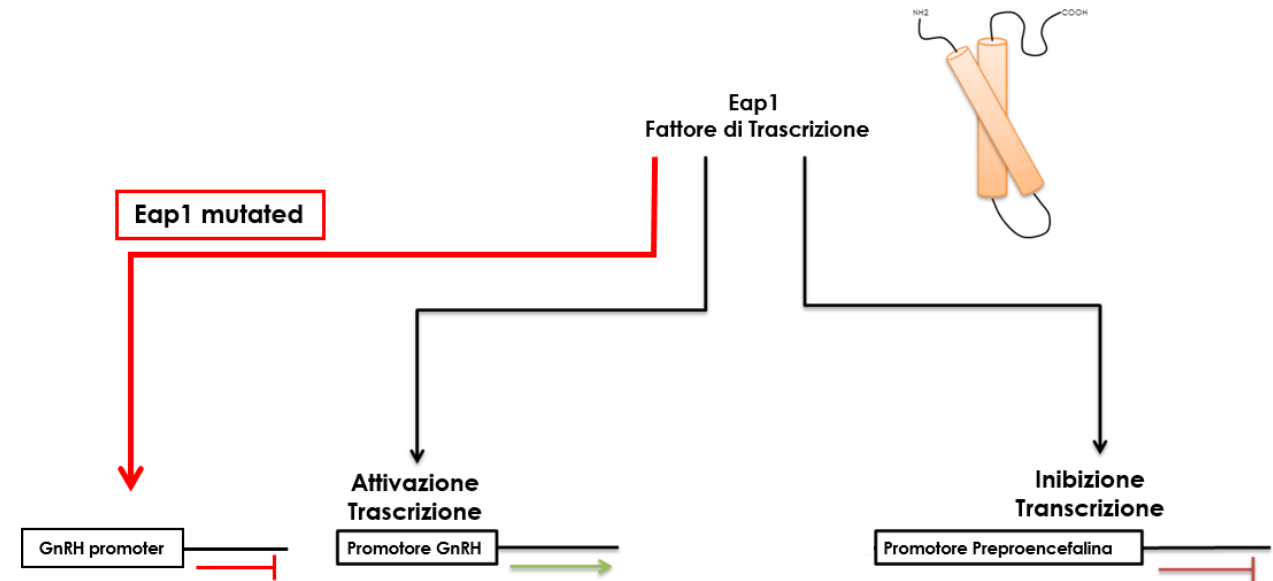 NH2
COOH
Eap1
Fattore di Trascrizione
Eap1 mutated
Attivazione
Trascrizione
Inibizione
Transcrizione
GnRH promoter
Promotore GnRH
Promotore Preproencefalina